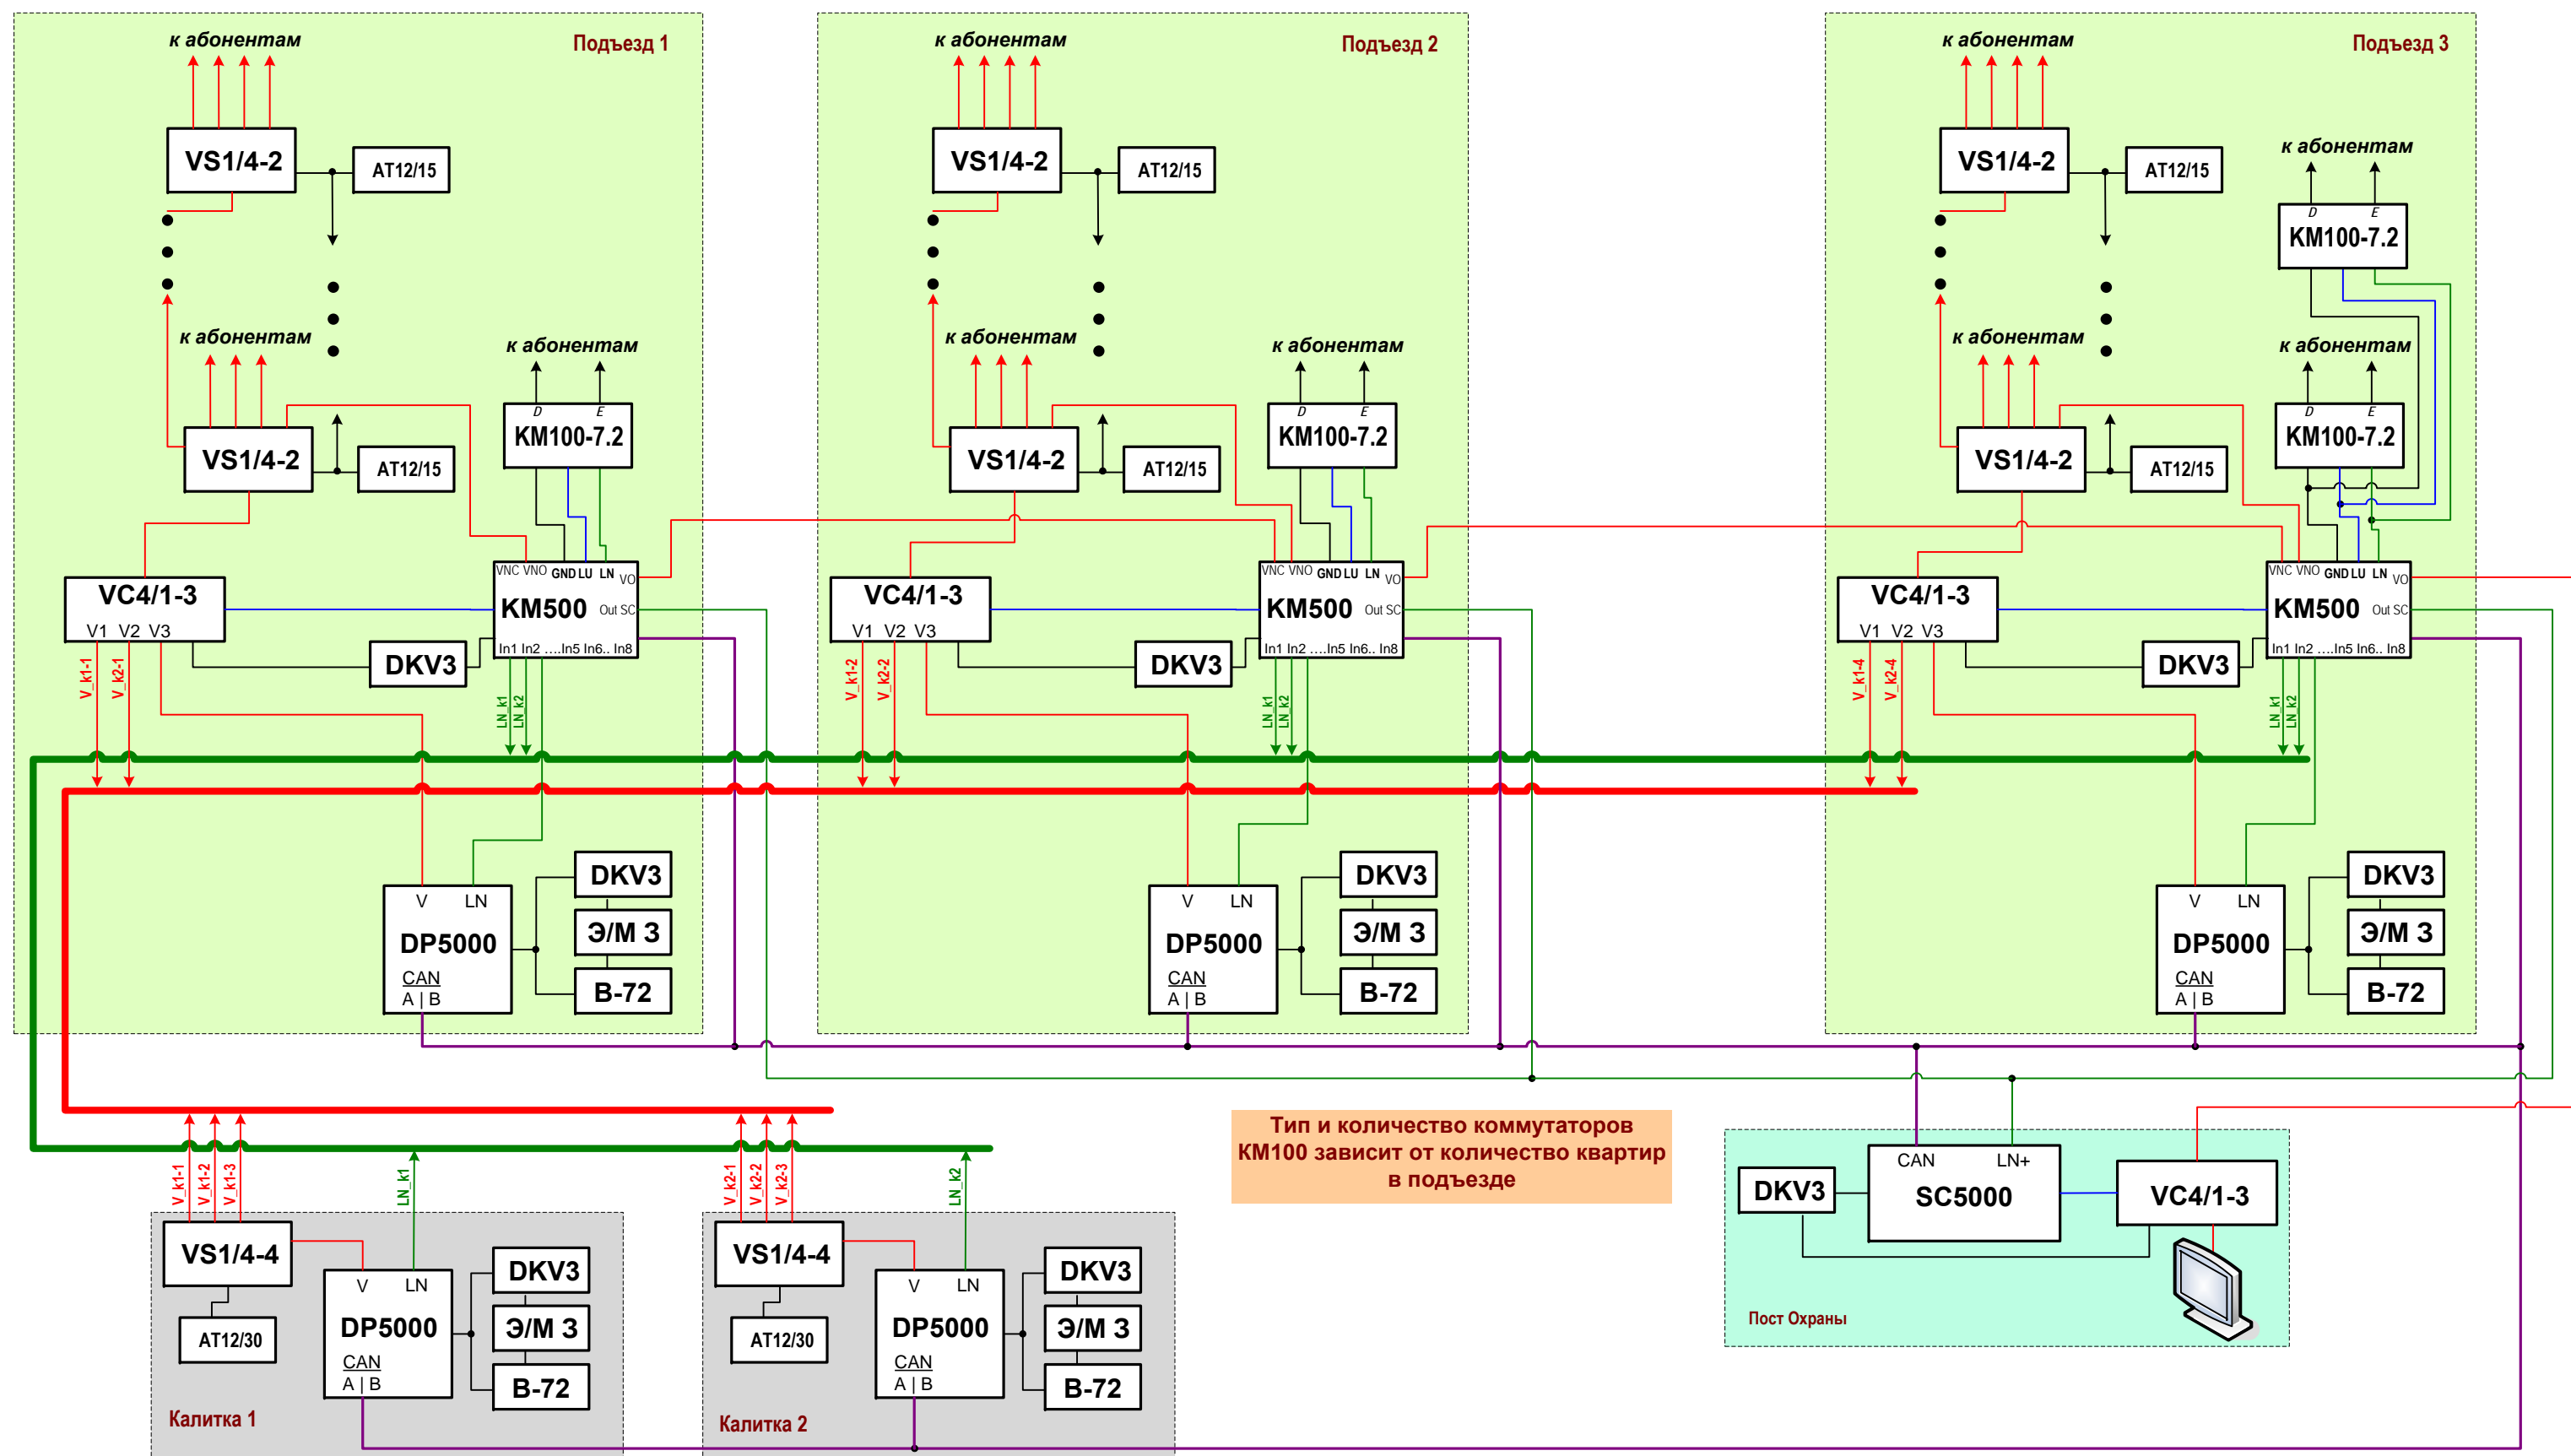 Подъезд 1
к абонентам
VS1/4-2
AT12/15
к абонентам
к абонентам
D E
KM100-7.2
VS1/4-2
AT12/15
VNC VNO GND LU LN VO
VC4/1-3
KM500
Out SC
V1 V2 V3
In1 In2 ....In5 In6.. In8
DKV3
V_k1-1
V_k2-1
LN_k1
LN_k2
V LN
DP5000
CAN
A | B
DKV3
Э/М З
B-72
Подъезд 2
к абонентам
VS1/4-2
AT12/15
к абонентам
к абонентам
D E
KM100-7.2
VS1/4-2
AT12/15
VNC VNO GND LU LN VO
VC4/1-3
KM500
Out SC
V1 V2 V3
In1 In2 ....In5 In6.. In8
DKV3
V_k1-2
V_k2-2
LN_k1
LN_k2
V LN
DP5000
CAN
A | B
DKV3
Э/М З
B-72
Подъезд 3
к абонентам
VS1/4-2
AT12/15
к абонентам
D E
KM100-7.2
к абонентам
к абонентам
D E
KM100-7.2
VS1/4-2
AT12/15
VNC VNO GND LU LN VO
VC4/1-3
KM500
Out SC
V1 V2 V3
In1 In2 ....In5 In6.. In8
DKV3
V_k1-4
V_k2-4
LN_k1
LN_k2
V LN
DP5000
CAN
A | B
DKV3
Э/М З
B-72
V_k1-1
V_k1-2
V_k1-3
LN_k1
VS1/4-4
AT12/30
V LN
DP5000
CAN
A | B
DKV3
Э/М З
B-72
Калитка 1
V_k2-1
V_k2-2
V_k2-3
LN_k2
VS1/4-4
AT12/30
V LN
DP5000
CAN
A | B
DKV3
Э/М З
B-72
Калитка 2
Тип и количество коммутаторов
КМ100 зависит от количество квартир
в подъезде
CAN LN+
DKV3
SC5000
VC4/1-3
Пост Охраны